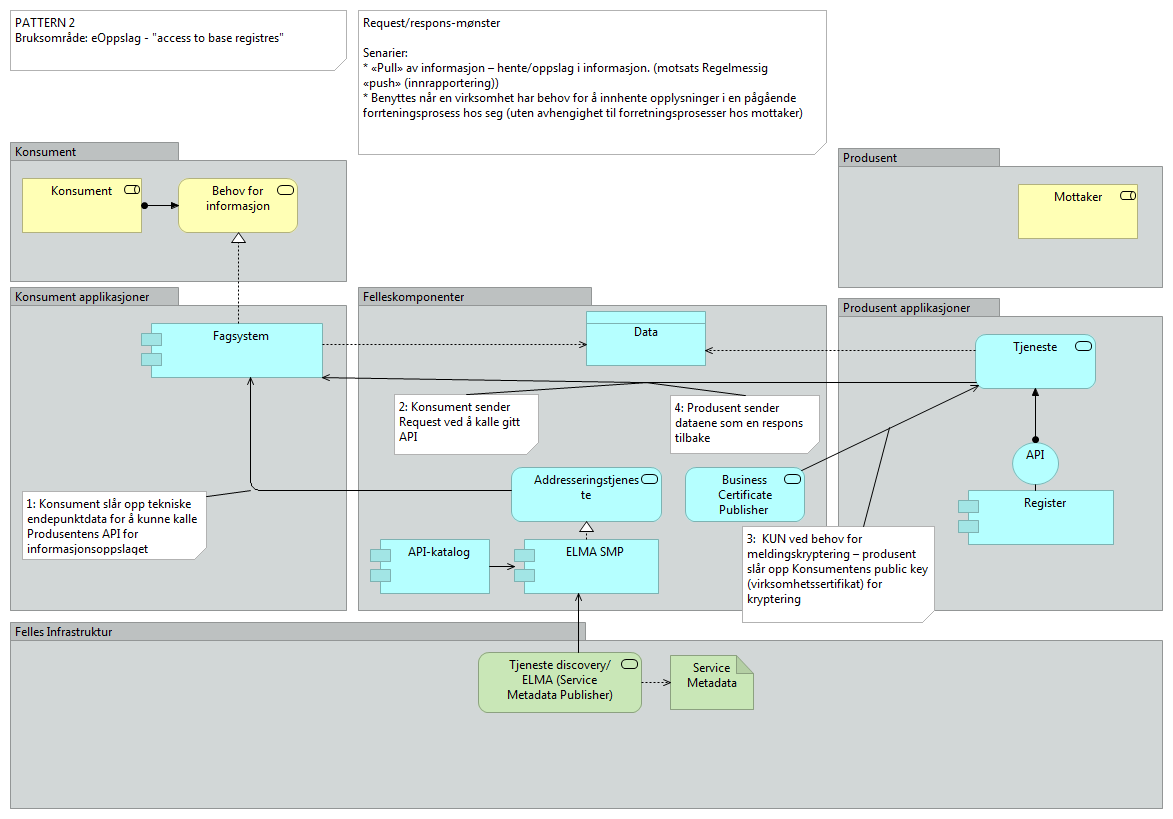 PATTERN 2
Bruksområde: eOppslag - "access to base registres"
Request/respons-mønster
Senarier:
* «Pull» av informasjon – hente/oppslag i informasjon. (motsats Regelmessig
«push» (innrapportering))
* Benyttes når en virksomhet har behov for å innhente opplysninger i en pågående
forrteningsprosess hos seg (uten avhengighet til forretningsprosesser hos mottaker)
Konsument
Konsument
Behov for
informasjon
Produsent
Mottaker
Konsument applikasjoner
Fagsystem
1: Konsument slår opp tekniske
endepunktdata for å kunne kalle
Produsentens API for
informasjonsoppslaget
Felleskomponenter
Data
2: Konsument sender
Request ved å kalle gitt
API
4: Produsent sender
dataene som en respons
tilbake
Addresseringstjenes
te
Business
Certificate
Publisher
API-katalog
ELMA SMP
Produsent applikasjoner
Tjeneste
API
Register
3:  KUN ved behov for
meldingskryptering – produsent
slår opp Konsumentens public key
(virksomhetssertifikat) for
kryptering
Felles Infrastruktur
Tjeneste discovery/
ELMA (Service
Metadata Publisher)
Service
Metadata